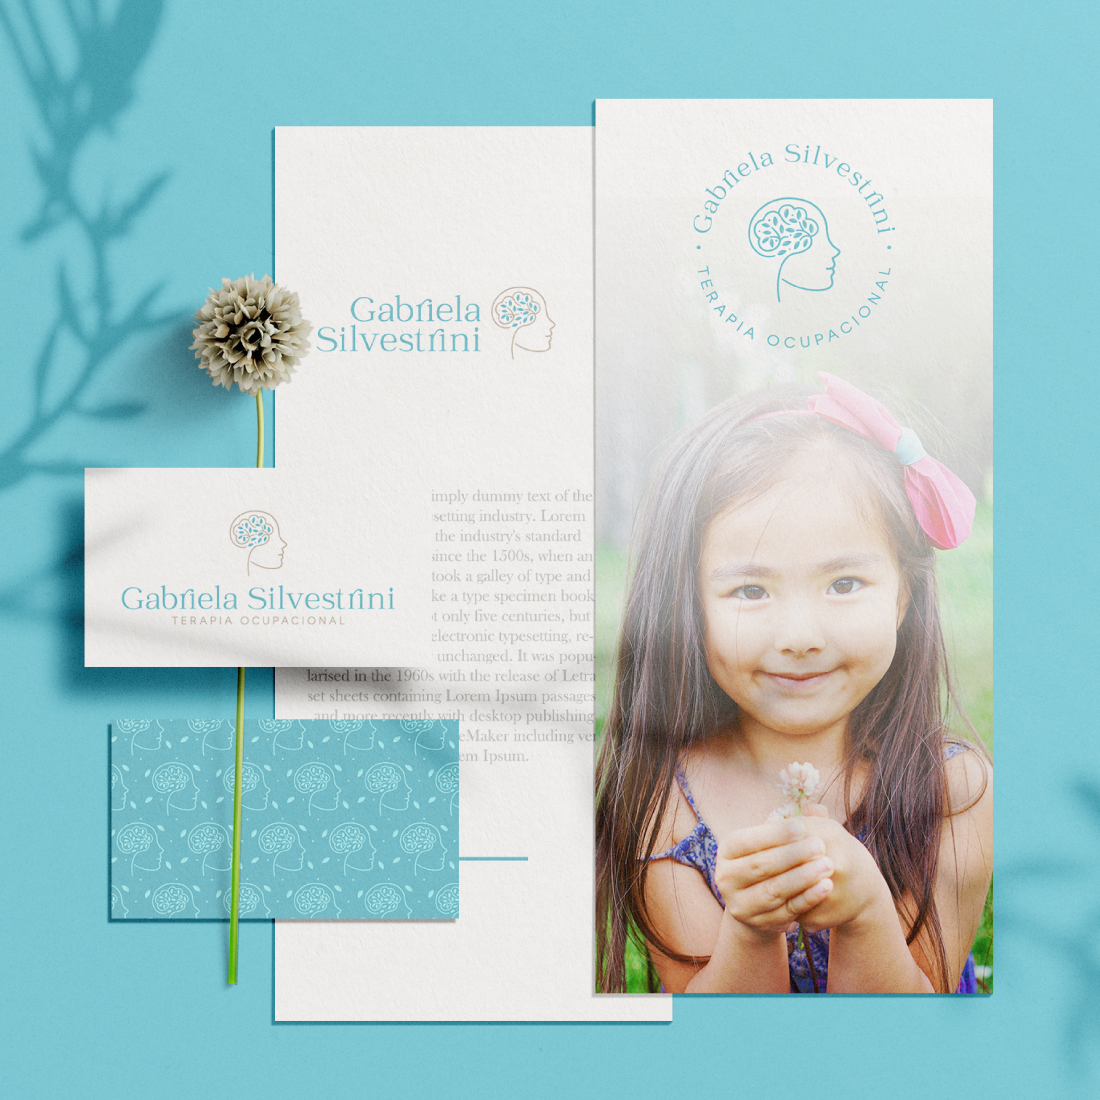 Gabriela Silvestrini
TERAPIA OCUPACIONAL
Gabriela
Silvestrini
Gabriela Silvestrini
TERAPIA OCUPACIONAL
imply dummy text of the
setting industry. Lorem
the industry's standard
since the 1500s, when an
took a galley of type and
ke a type specimen book
t only five centuries, but
electronic typesetting, re-
unchanged. It was popu-
larised in the 1960s with the release of Letra
set sheets containing Lorem Ipsum passages
and more recently with desktop publishing
eMaker including ver
em Ipsum.